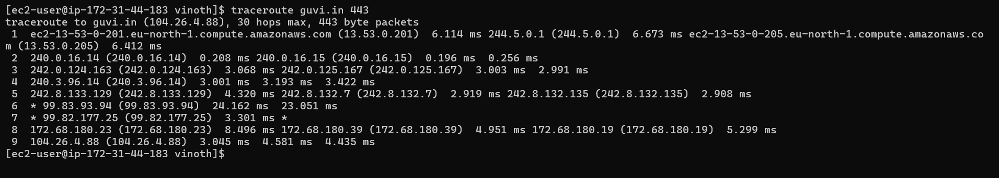 [ec2-user@ip-172-31-44-183 vinoth]$ traceroute guvi.in 443
traceroute to guvi.in (104.26.4.88), 30 hops max, 443 byte packets
 1  ec2-13-53-0-201.eu-north-1.compute.amazonaws.com (13.53.0.201)  6.114 ms 244.5.0.1 (244.5.0.1)  6.673 ms ec2-13-53-0-205.eu-north-1.compute.amazonaws.co
m (13.53.0.205)  6.412 ms
 2  240.0.16.14 (240.0.16.14)  0.208 ms 240.0.16.15 (240.0.16.15)  0.196 ms  0.256 ms
 3  242.0.124.163 (242.0.124.163)  3.068 ms 242.0.125.167 (242.0.125.167)  3.003 ms  2.991 ms
 4  240.3.96.14 (240.3.96.14)  3.001 ms  3.193 ms  3.422 ms
 5  242.8.133.129 (242.8.133.129)  4.320 ms 242.8.132.7 (242.8.132.7)  2.919 ms 242.8.132.135 (242.8.132.135)  2.908 ms
 6  * 99.83.93.94 (99.83.93.94)  24.162 ms  23.051 ms
 7  * 99.82.177.25 (99.82.177.25)  3.301 ms *
 8  172.68.180.23 (172.68.180.23)  8.496 ms 172.68.180.39 (172.68.180.39)  4.951 ms 172.68.180.19 (172.68.180.19)  5.299 ms
 9  104.26.4.88 (104.26.4.88)  3.045 ms  4.581 ms  4.435 ms
[ec2-user@ip-172-31-44-183 vinoth]$